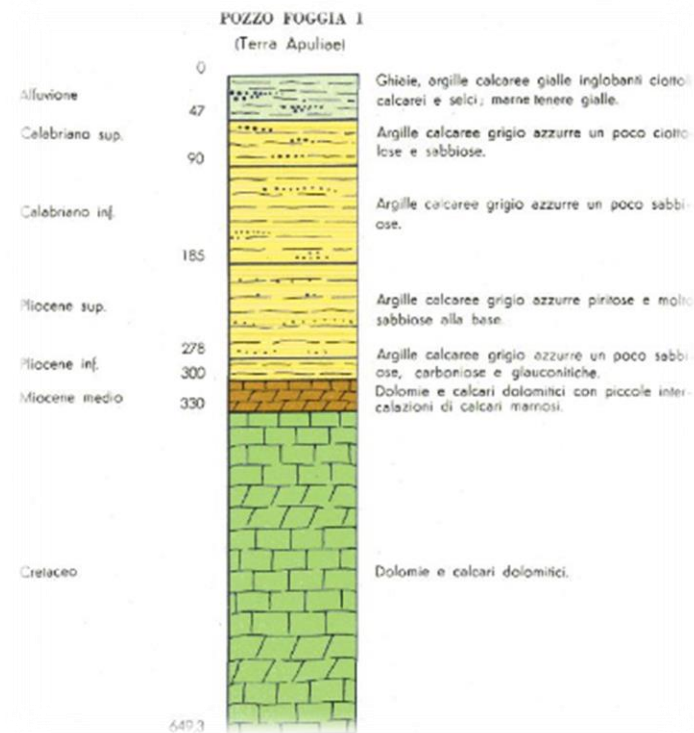 POZZO FOGGIA 1
(Terra Apuliae)
0
Alluvione
Ghiaie, argille calcaree gialle inglobanti ciotto
calcarei e selci; marne tenere gialle.
47
Calabriano sup.
Argille calcaree grigio azzurre un poco ciotto
lose e sabbiose.
90
Calabriano inf.
Argille calcaree grigio azzurre un poco sabbi-
ose.
185
Pliocene sup.
Argille calcaree grigio azzurre piritose e molto
sabbiose alla base.
278
Pliocene inf.
Argille calcaree grigio azzurre un poco sabbi-
ose, carboniose e glauconitiche.
300
Miocene medio
Dolomie e calcari dolomitici con piccole inter-
calazioni di calcari marnosi.
330
Cretaceo
Dolomie e calcari dolomitici.
649,3